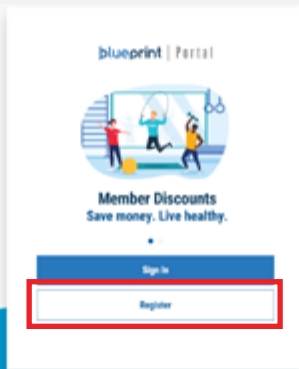 blueprint | Portal
Member Discounts
Save money. Live healthy.
Sign In
Register